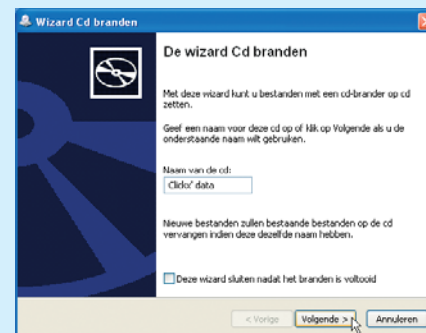 Wizard Cd branden
De wizard Cd branden
Met deze wizard kunt u bestanden met een cd-brander op cd
zetten.
Geef een naam voor deze cd op of klik op Volgende als u de
onderstaande naam wilt gebruiken.
Naam van de cd:
Clickx' data
Nieuwe bestanden zullen bestaande bestanden op de cd
vervangen indien deze dezelfde naam hebben.
Deze wizard sluiten nadat het branden is voltooid
< Vorige
Volgende >
Annuleren